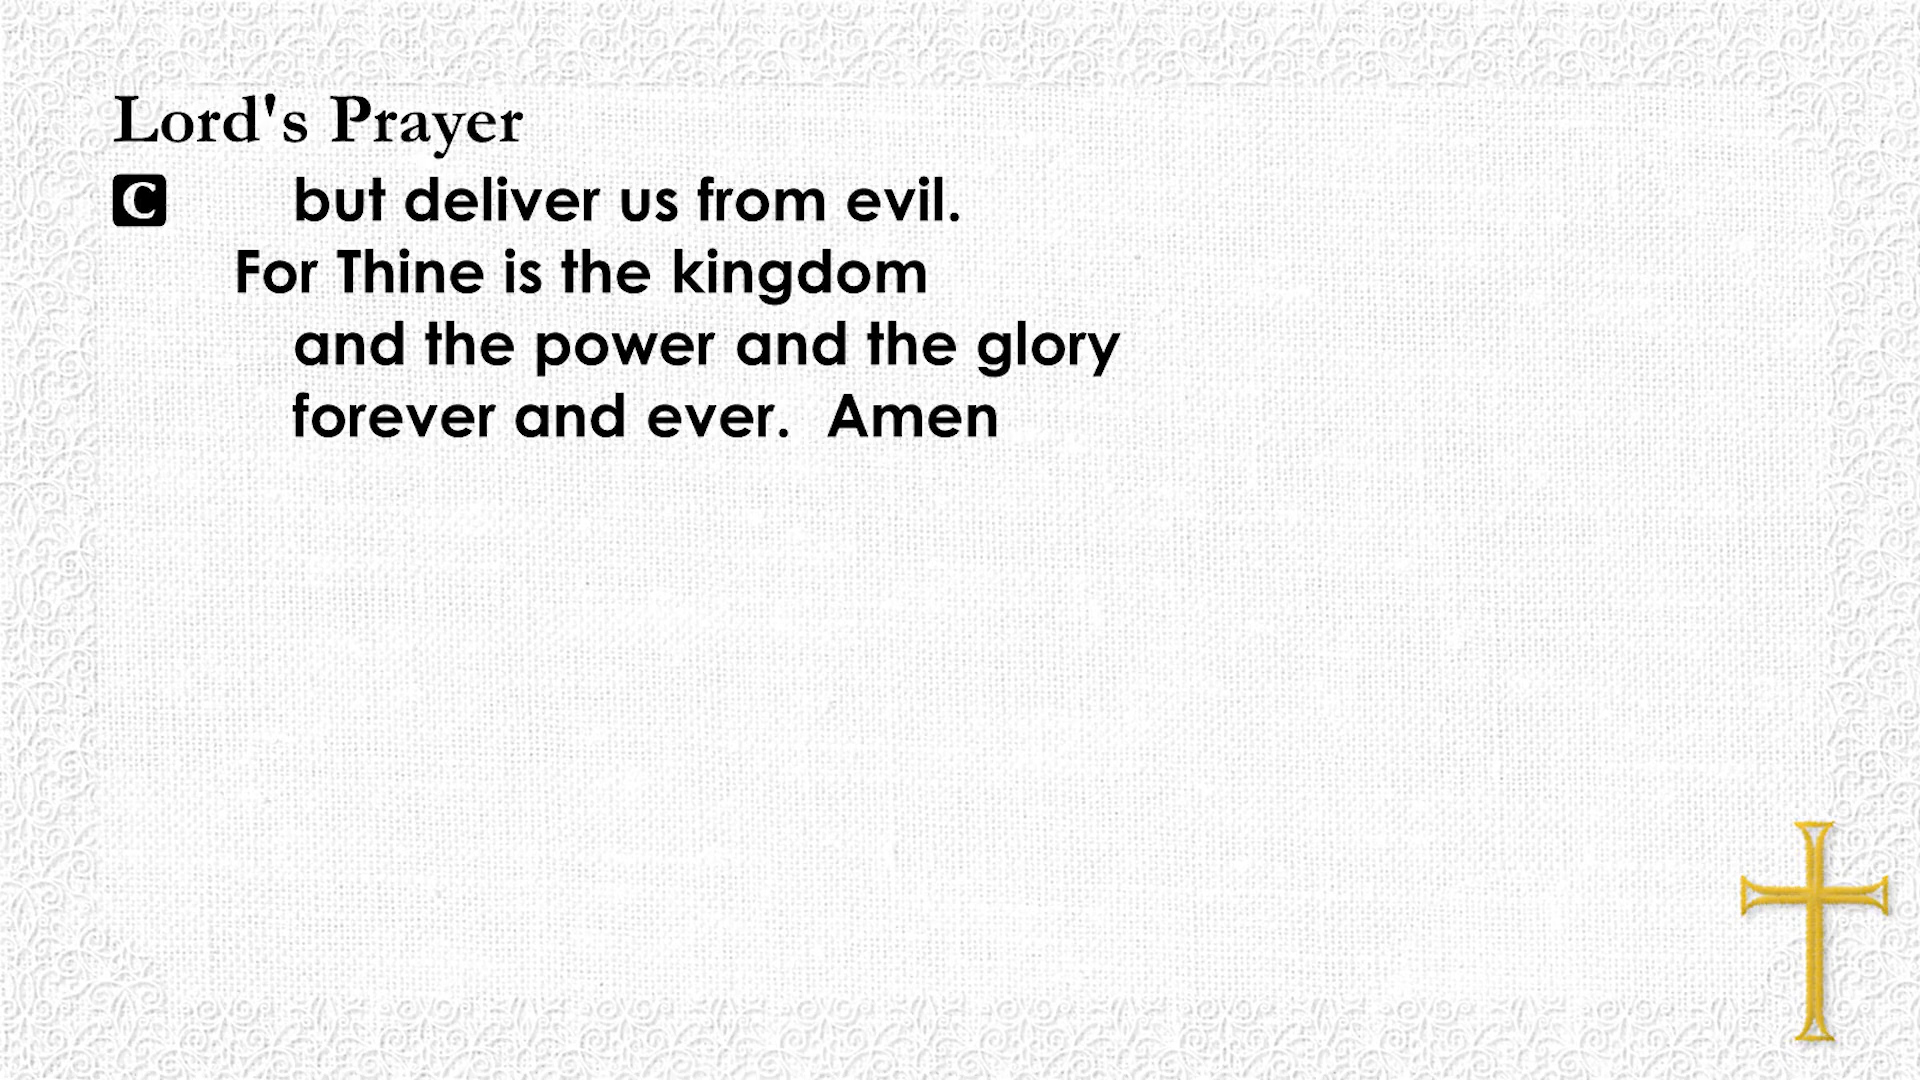 Lord's Prayer
C but deliver us from evil.
For Thine is the kingdom
and the power and the glory
forever and ever.  Amen